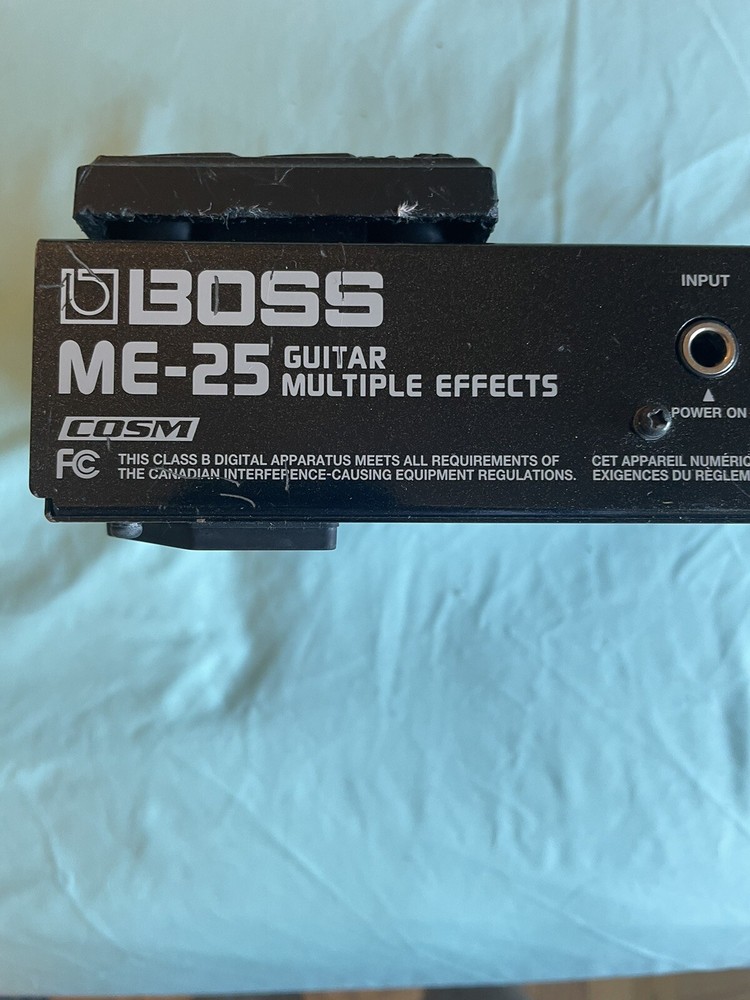 BOSS
ME-25 GUITAR
MULTIPLE EFFECTS
COSM
FC THIS CLASS B DIGITAL APPARATUS MEETS ALL REQUIREMENTS OF
THE CANADIAN INTERFERENCE-CAUSING EQUIPMENT REGULATIONS.
CET APPAREIL NUMÉRIQ
EXIGENCES DU RÈGLEM
INPUT
POWER ON